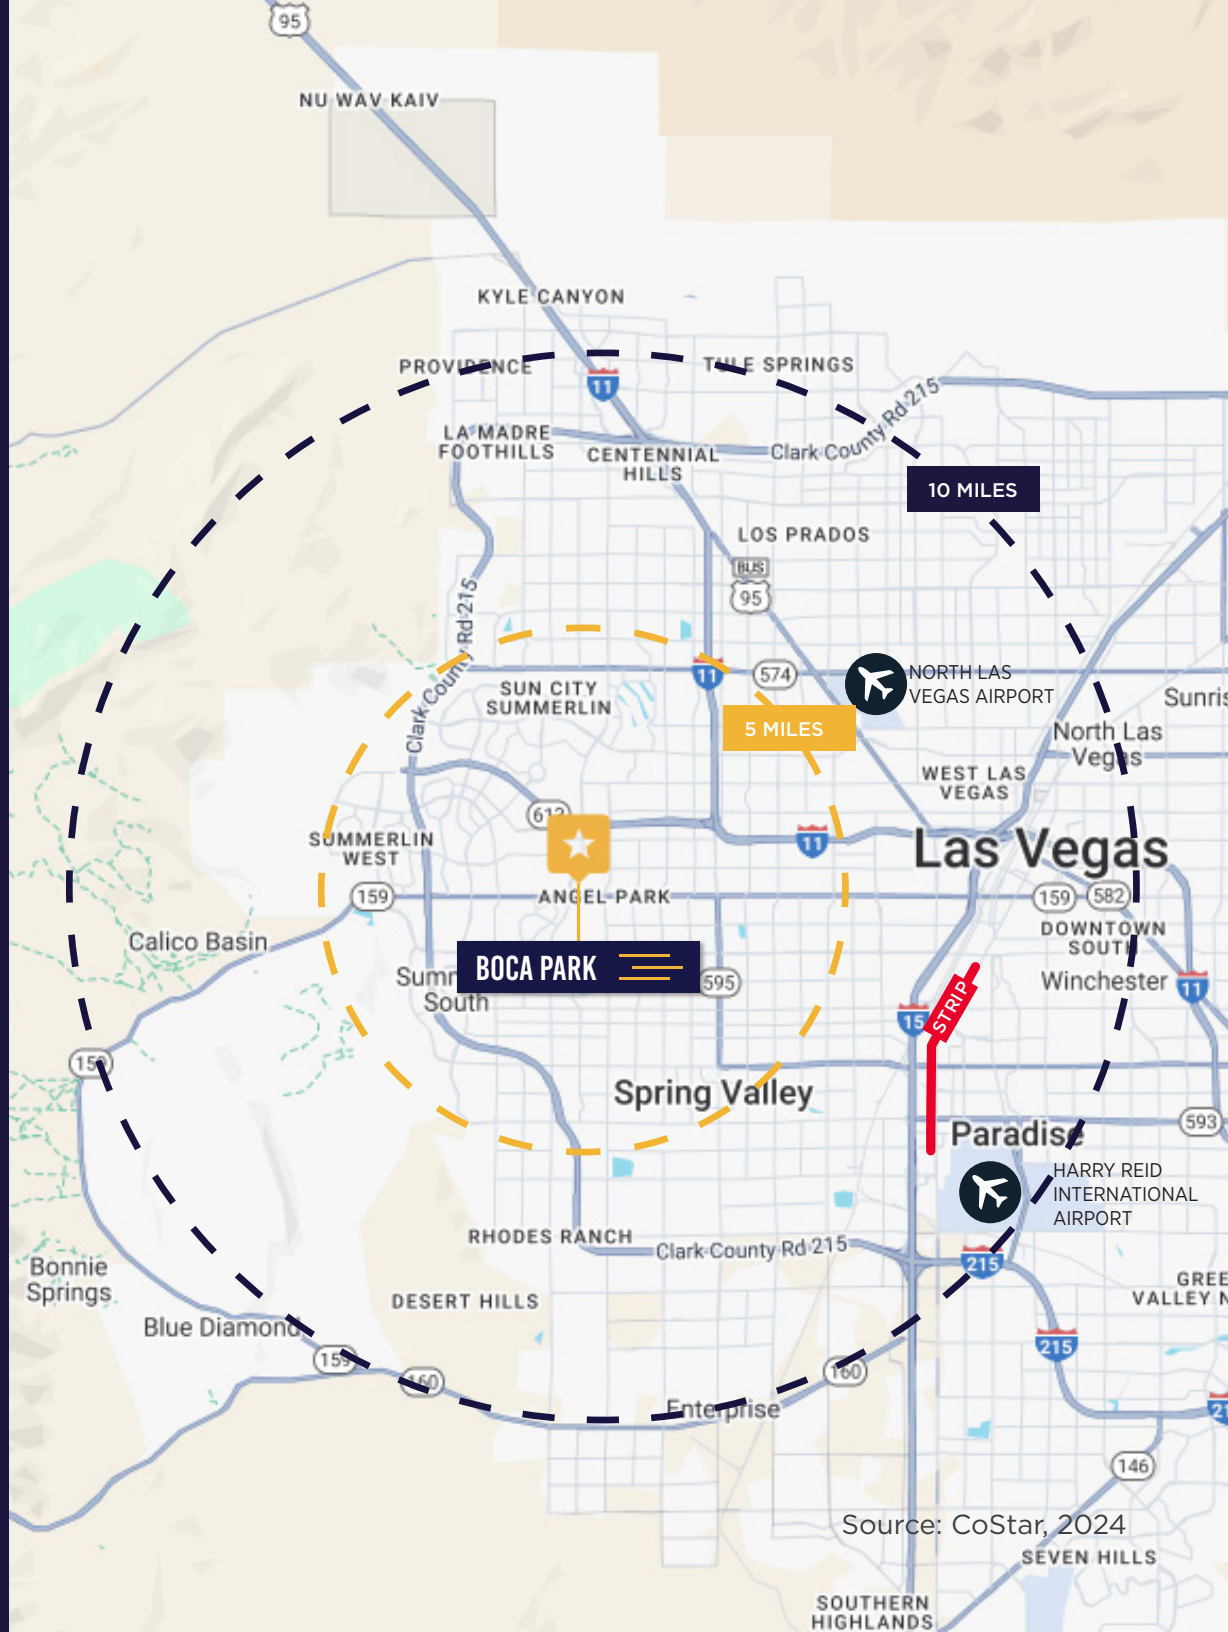 95
NU WAV KAIV
KYLE CANYON
PROVIDENCE
TULE SPRINGS
11
Clark County Rd 215
LA MADRE
FOOTHILLS
CENTENNIAL
HILLS
10 MILES
LOS PRADOS
BUS
95
Clark County Rd 215
11
574
NORTH LAS
VEGAS AIRPORT
SUN CITY
SUMMERLIN
5 MILES
North Las
Vegas
WEST LAS
VEGAS
SUMMERLIN
WEST
11
Las Vegas
159
ANGEL PARK
159
582
Calico Basin
BOCA PARK
South
595
DOWNTOWN
SOUTH
Winchester
11
15
STRIP
Spring Valley
Paradise
593
HARRY REID
INTERNATIONAL
AIRPORT
RHODES RANCH
Clark County Rd 215
215
Bonnie
Springs
VALLEY
DESERT HILLS
Blue Diamond
215
159
160
160
Enterprise
146
Source: CoStar, 2024
SEVEN HILLS
SOUTHERN
HIGHLANDS